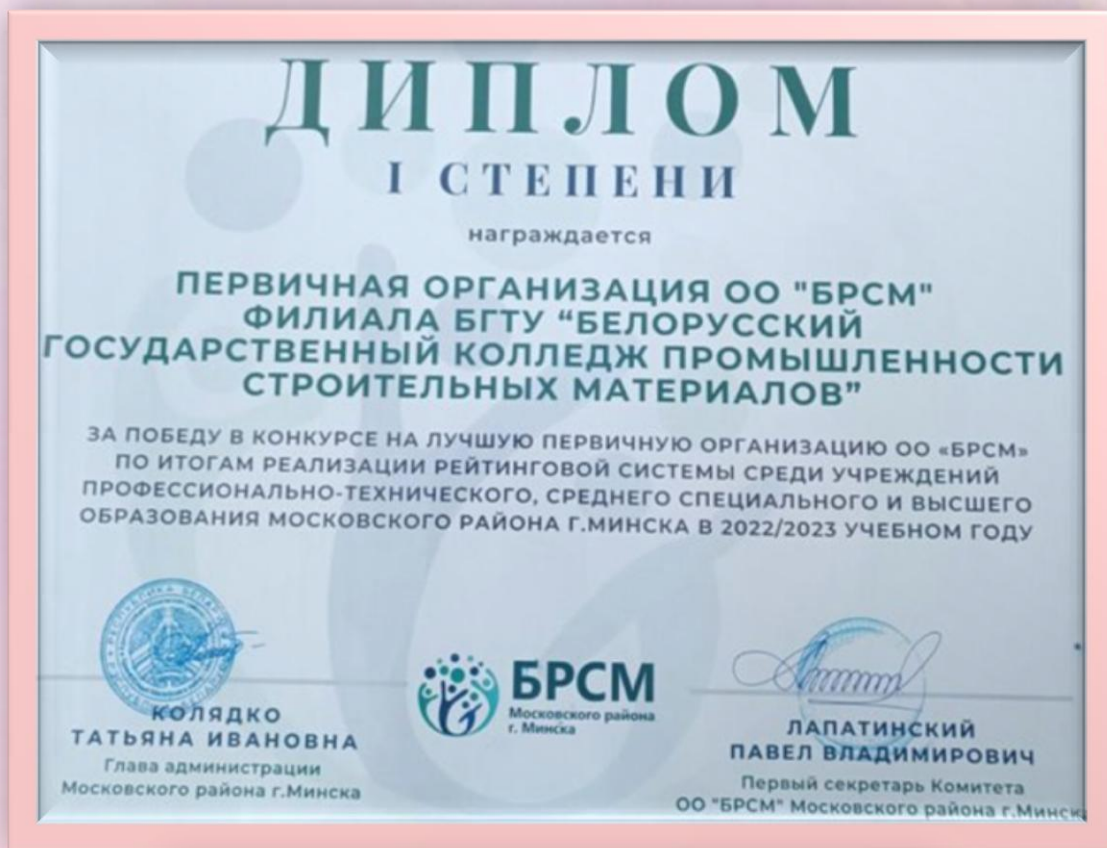 ДИПЛОМ
I СТЕПЕНИ
награждается
ПЕРВИЧНАЯ ОРГАНИЗАЦИЯ ОО "БРСМ"
ФИЛИАЛА БГТУ “БЕЛОРУССКИЙ
ГОСУДАРСТВЕННЫЙ КОЛЛЕДЖ ПРОМЫШЛЕННОСТИ
СТРОИТЕЛЬНЫХ МАТЕРИАЛОВ”
ЗА ПОБЕДУ В КОНКУРСЕ НА ЛУЧШУЮ ПЕРВИЧНУЮ ОРГАНИЗАЦИЮ ОО «БРСМ»
ПО ИТОГАМ РЕАЛИЗАЦИИ РЕЙТИНГОВОЙ СИСТЕМЫ СРЕДИ УЧРЕЖДЕНИЙ
ПРОФЕССИОНАЛЬНО-ТЕХНИЧЕСКОГО, СРЕДНЕГО СПЕЦИАЛЬНОГО И ВЫСШЕГО
ОБРАЗОВАНИЯ МОСКОВСКОГО РАЙОНА Г.МИНСКА В 2022/2023 УЧЕБНОМ ГОДУ
КОЛЯДКО
ТАТЬЯНА ИВАНОВНА
Глава администрации
Московского района г.Минска
БРСМ
Московского района
г. Минска
ЛАПАТИНСКИЙ
ПАВЕЛ ВЛАДИМИРОВИЧ
Первый секретарь Комитета
ОО "БРСМ" Московского района г.Минска